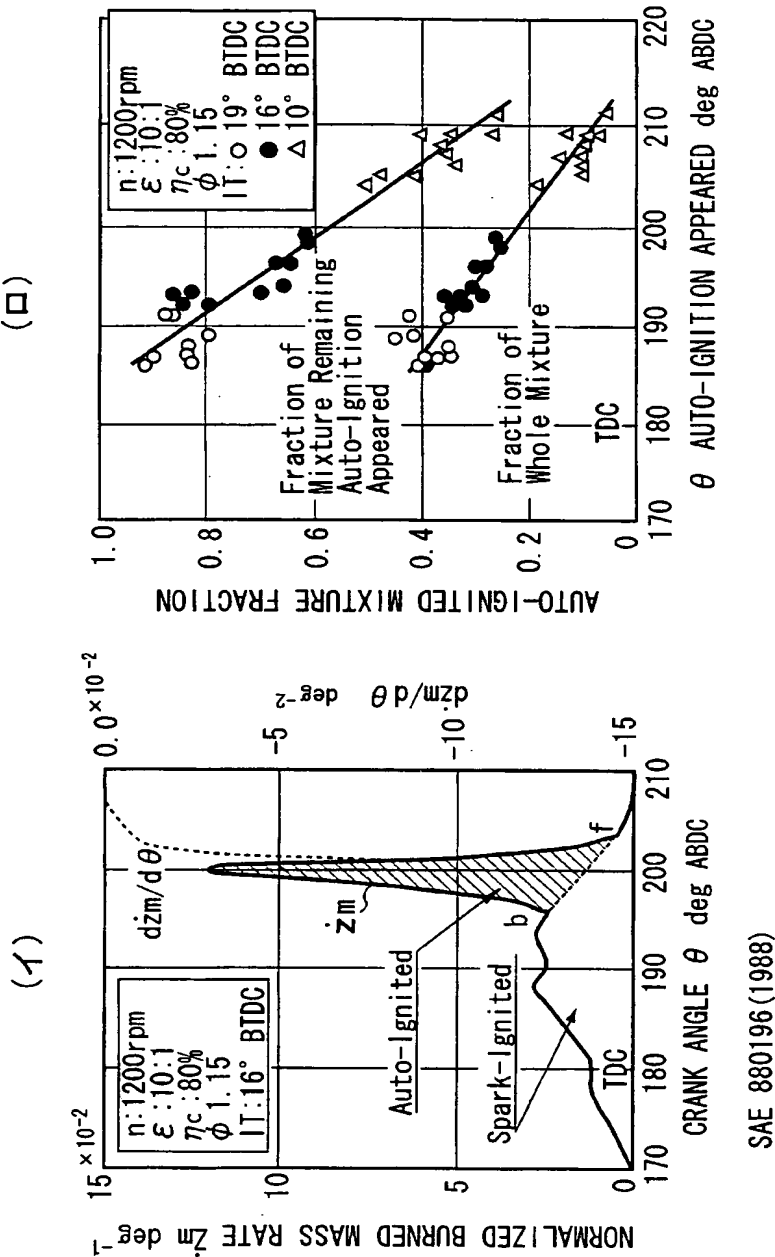 (イ)
n:1200rpm
ε:10:1
ηc:80%
φ 1.15
IT:16° BTDC
NORMALIZED BURNED MASS RATE Żm deg⁻¹
15
×10⁻²
10
5
0
170
180
190
200
210
TDC
CRANK ANGLE θ deg ABDC
dżm/dθ
żm
Auto-Ignited
Spark-Ignited
b
f
0.0×10⁻²
-5
-10
-15
dżm/dθ deg⁻²
SAE 880196(1988)
(ロ)
n:1200rpm
ε:10:1
ηc:80%
φ 1.15
IT:○ 19° BTDC
● 16° BTDC
△ 10° BTDC
AUTO-IGNITED MIXTURE FRACTION
1.0
0.8
0.6
0.4
0.2
0
170
180
190
200
210
220
TDC
θ AUTO-IGNITION APPEARED deg ABDC
Fraction of
Mixture Remaining
Auto-Ignition
Appeared
Fraction of
Whole Mixture